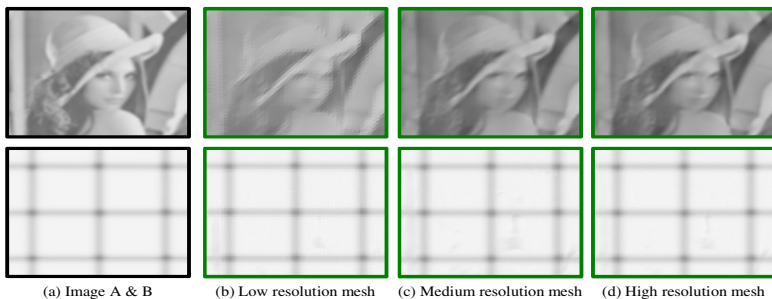 (a) Image A & B
(b) Low resolution mesh
(c) Medium resolution mesh
(d) High resolution mesh